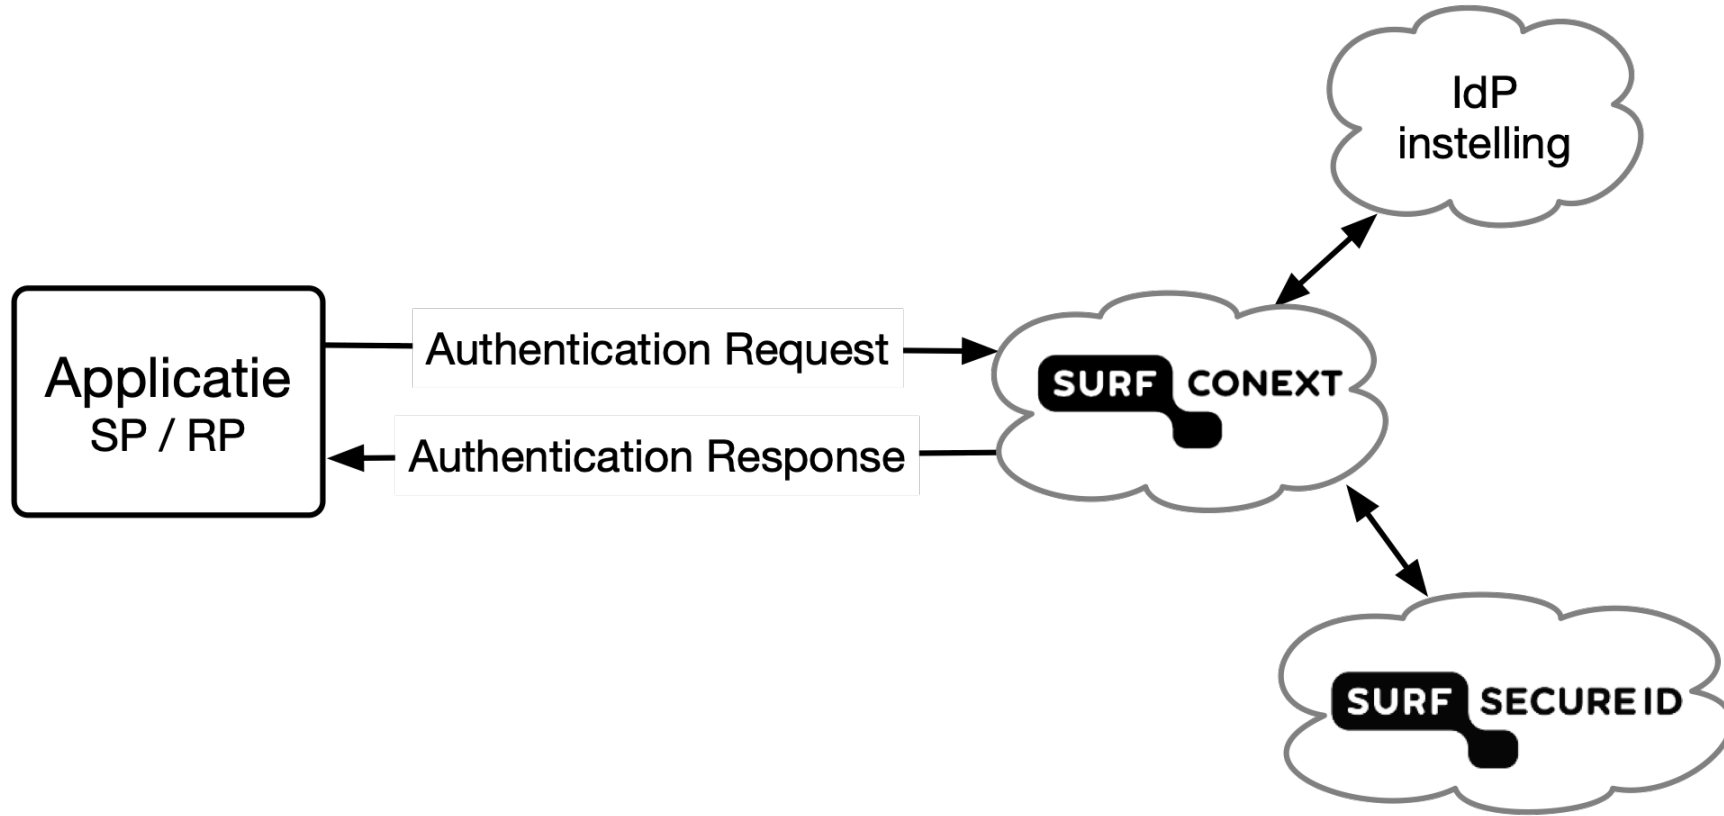 IdP
instelling
Applicatie
SP / RP
Authentication Request
Authentication Response
SURF CONEXT
SURF SECURE ID